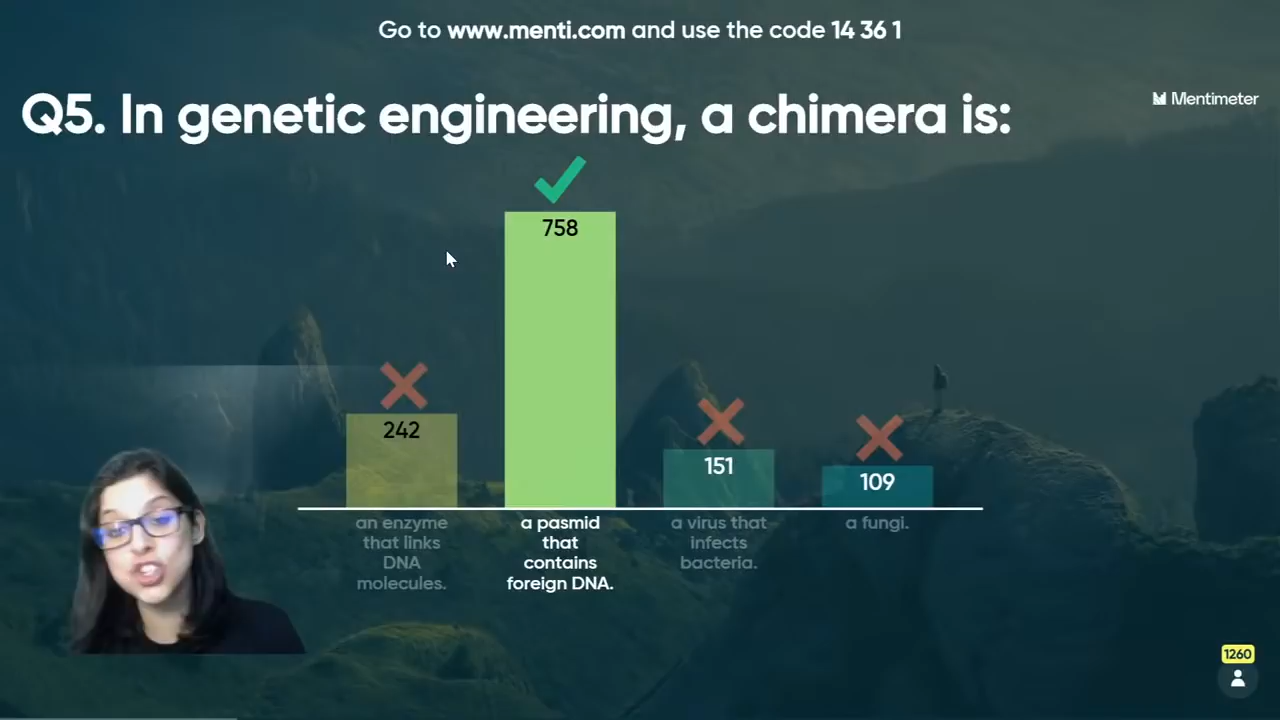 Go to www.menti.com and use the code 14 36 1
Q5. In genetic engineering, a chimera is:
Mentimeter
758
242
151
109
an enzyme
that links
DNA
molecules.
a pasmid
that
contains
foreign DNA.
a virus that
infects
bacteria.
a fungi.
1260